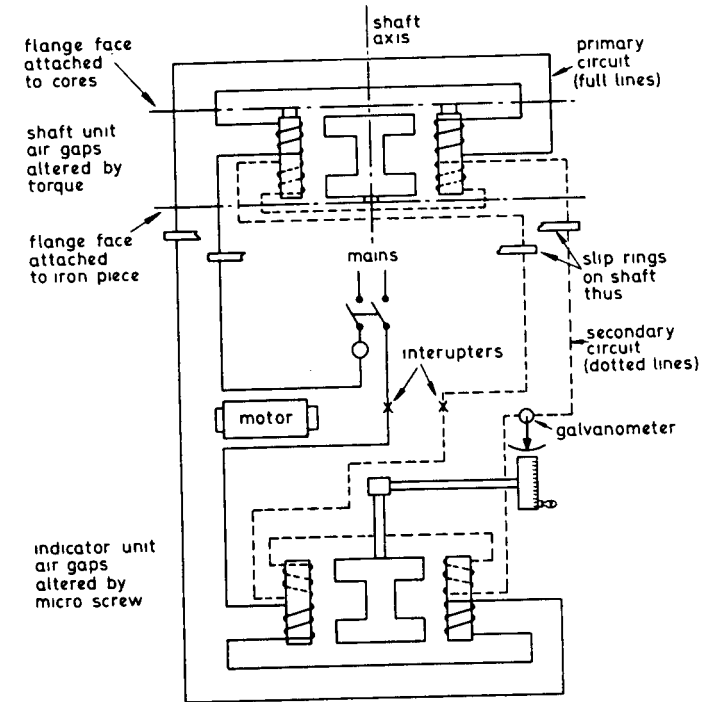 shaft
axis
flange face
attached
to cores
primary
circuit
(full lines)
shaft unit
air gaps
altered by
torque
flange face
attached
to iron piece
mains
slip rings
on shaft
thus
interupters
secondary
circuit
(dotted lines)
motor
galvanometer
indicator unit
air gaps
altered by
micro screw